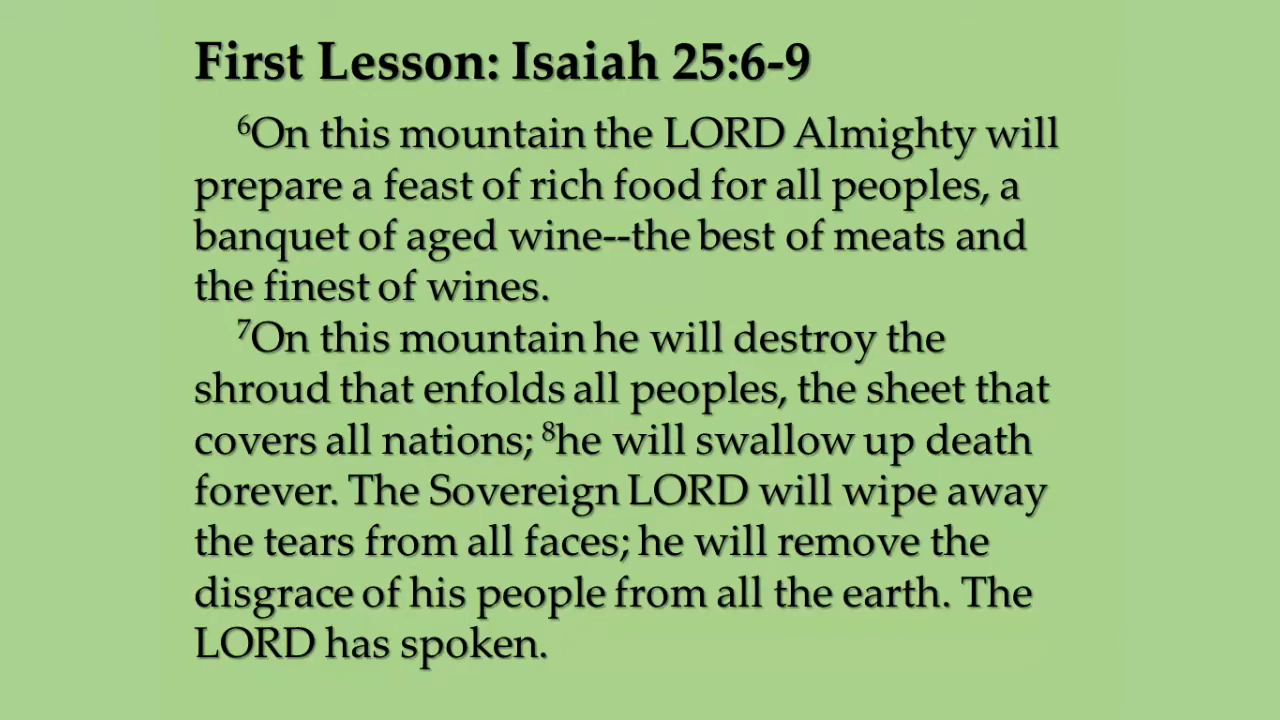 First Lesson: Isaiah 25:6-9
⁶On this mountain the LORD Almighty will
prepare a feast of rich food for all peoples, a
banquet of aged wine--the best of meats and
the finest of wines.
⁷On this mountain he will destroy the
shroud that enfolds all peoples, the sheet that
covers all nations; ⁸he will swallow up death
forever. The Sovereign LORD will wipe away
the tears from all faces; he will remove the
disgrace of his people from all the earth. The
LORD has spoken.